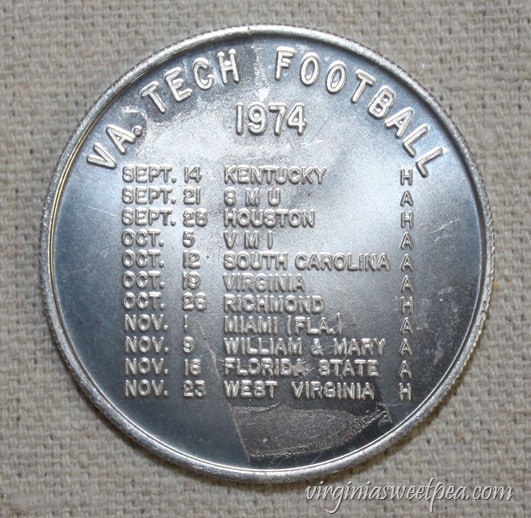 VA. TECH FOOTBALL
1974
SEPT. 14 KENTUCKY H
SEPT. 21 S M U A
SEPT. 28 HOUSTON H
OCT. 5 V M I A
OCT. 12 SOUTH CAROLINA A
OCT. 19 VIRGINIA A
OCT. 26 RICHMOND H
NOV. 1 MIAMI (FLA.) A
NOV. 9 WILLIAM & MARY A
NOV. 16 FLORIDA STATE A
NOV. 23 WEST VIRGINIA H
virginiasweetpea.com